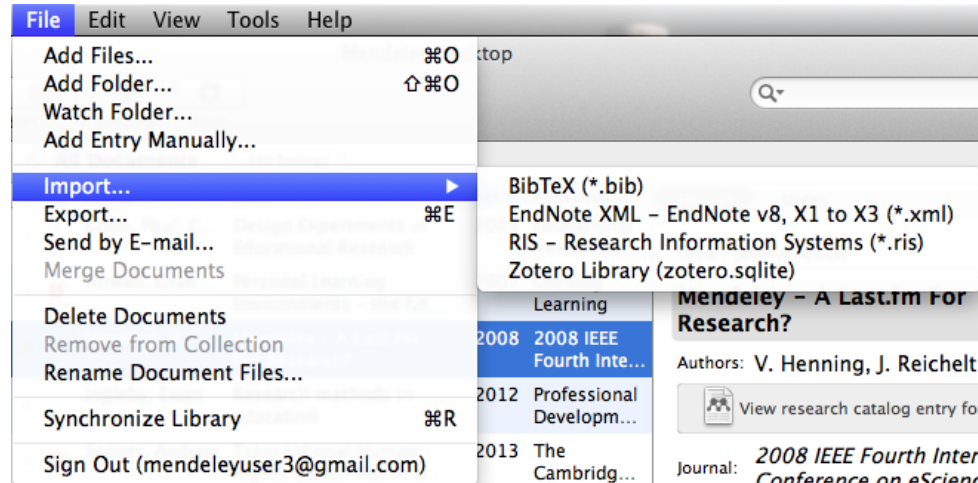 File Edit View Tools Help
Add Files... ⌘O
Add Folder... ⇧⌘O
Watch Folder...
Add Entry Manually...
Import...
Export... ⌘E
Send by E-mail...
Merge Documents
Delete Documents
Remove from Collection
Rename Document Files...
Synchronize Library ⌘R
Sign Out (mendeleyuser3@gmail.com)
BibTeX (*.bib)
EndNote XML – EndNote v8, X1 to X3 (*.xml)
RIS – Research Information Systems (*.ris)
Zotero Library (zotero.sqlite)
ktop
Learning
2008 2008 IEEE
Fourth Inte...
2012 Professional
Developm...
2013 The
Cambridg...
Mendeley – A Last.fm For
Research?
Authors: V. Henning, J. Reichelt
View research catalog entry fo
Journal: 2008 IEEE Fourth Inter
Conference on eScienc